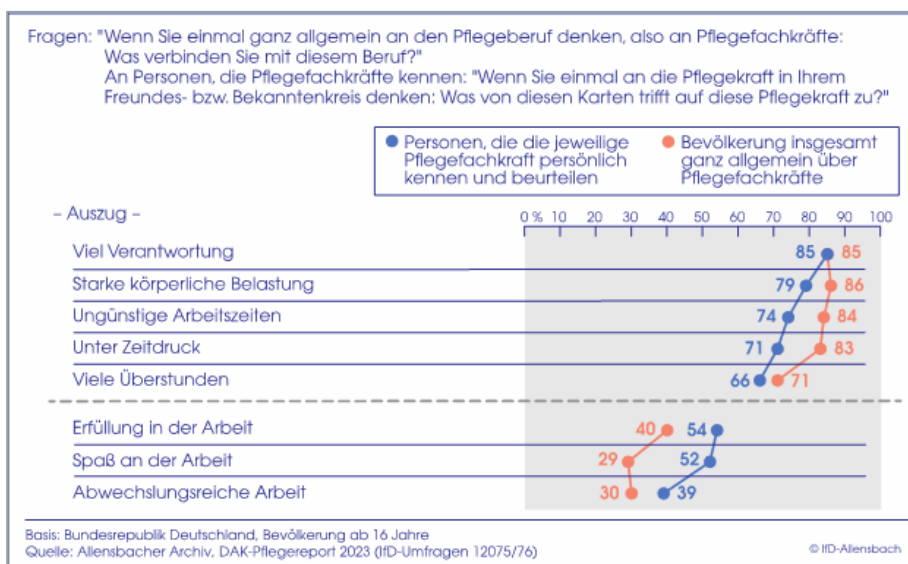 Fragen: "Wenn Sie einmal ganz allgemein an den Pflegeberuf denken, also an Pflegefachkräfte:
Was verbinden Sie mit diesem Beruf?"
An Personen, die Pflegefachkräfte kennen: "Wenn Sie einmal an die Pflegekraft in Ihrem
Freundes- bzw. Bekanntenkreis denken: Was von diesen Karten trifft auf diese Pflegekraft zu?"
Personen, die die jeweilige
Pflegefachkraft persönlich
kennen und beurteilen
Bevölkerung insgesamt
ganz allgemein über
Pflegefachkräfte
– Auszug –
0 % 10 20 30 40 50 60 70 80 90 100
Viel Verantwortung 85 85
Starke körperliche Belastung 79 86
Ungünstige Arbeitszeiten 74 84
Unter Zeitdruck 71 83
Viele Überstunden 66 71
Erfüllung in der Arbeit 40 54
Spaß an der Arbeit 29 52
Abwechslungsreiche Arbeit 30 39
Basis: Bundesrepublik Deutschland, Bevölkerung ab 16 Jahre
Quelle: Allensbacher Archiv, DAK-Pflegereport 2023 (IfD-Umfragen 12075/76)
© IfD-Allensbach